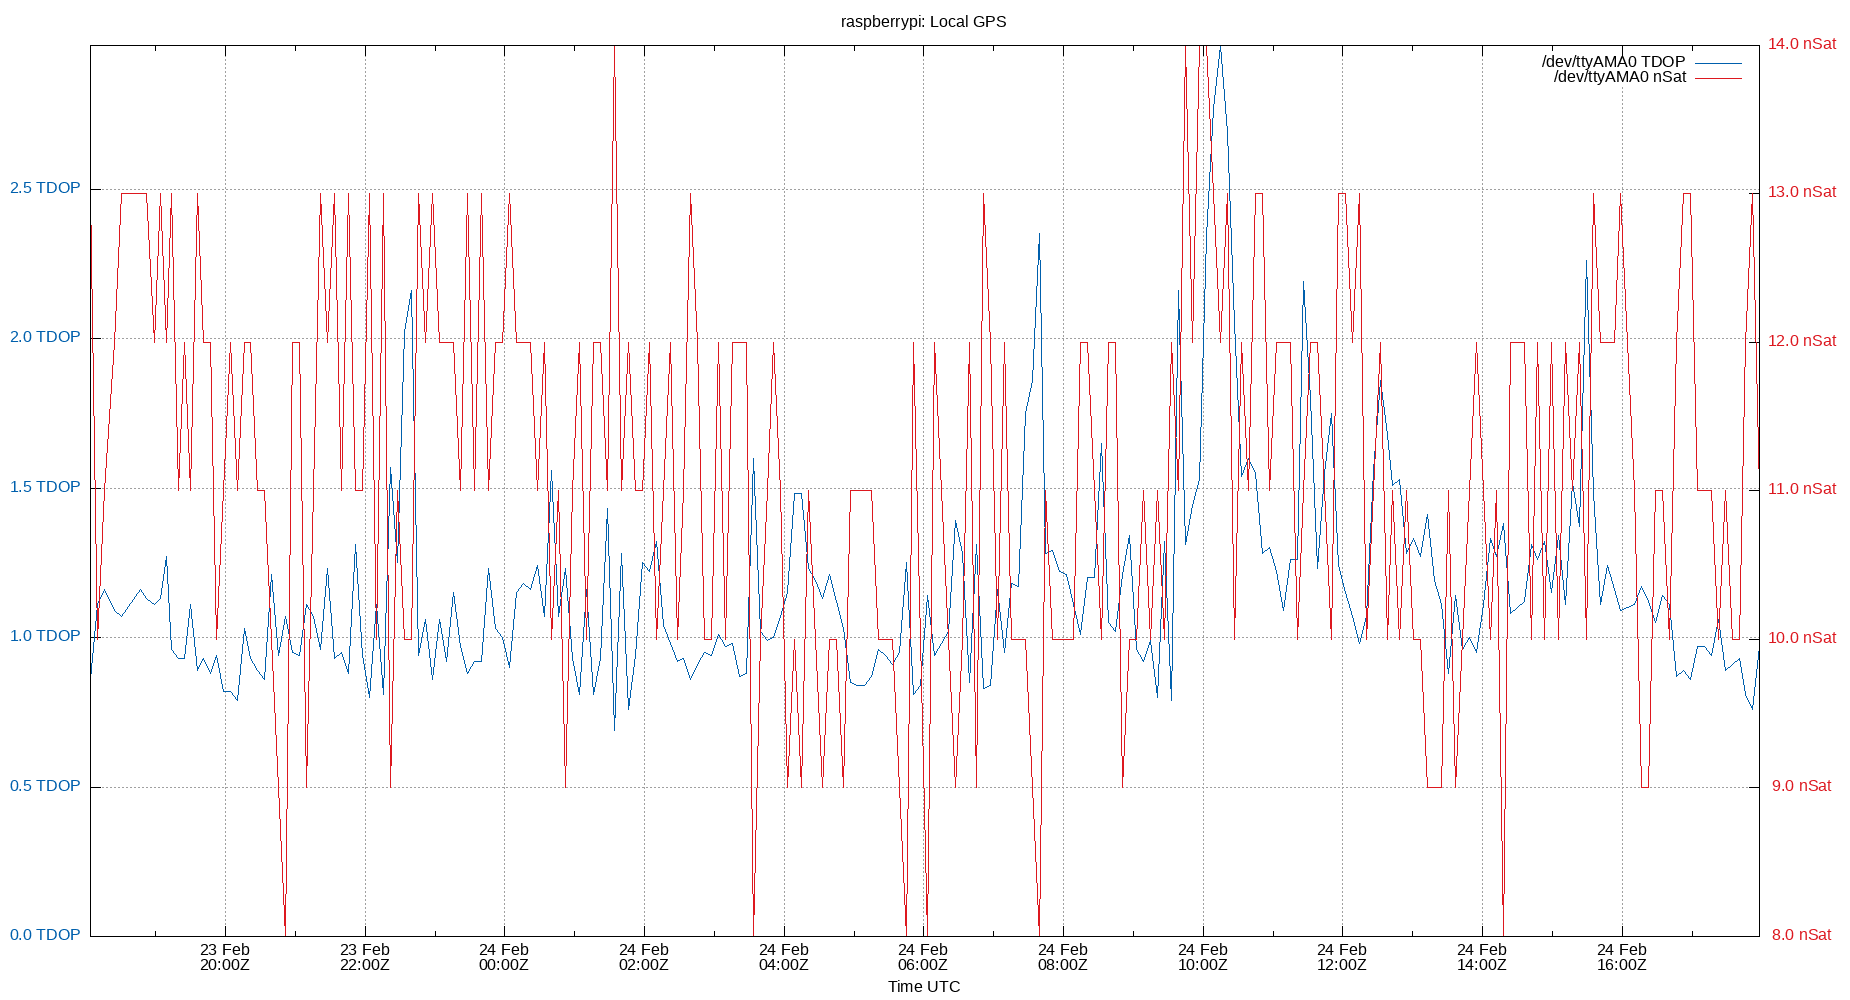 raspberrypi: Local GPS
14.0 nSat
/dev/ttyAMA0 TDOP
/dev/ttyAMA0 nSat
2.5 TDOP
13.0 nSat
2.0 TDOP
12.0 nSat
1.5 TDOP
11.0 nSat
1.0 TDOP
10.0 nSat
0.5 TDOP
9.0 nSat
0.0 TDOP
8.0 nSat
23 Feb 23 Feb 24 Feb 24 Feb 24 Feb 24 Feb 24 Feb 24 Feb 24 Feb 24 Feb 24 Feb
20:00Z 22:00Z 00:00Z 02:00Z 04:00Z 06:00Z 08:00Z 10:00Z 12:00Z 14:00Z 16:00Z
Time UTC